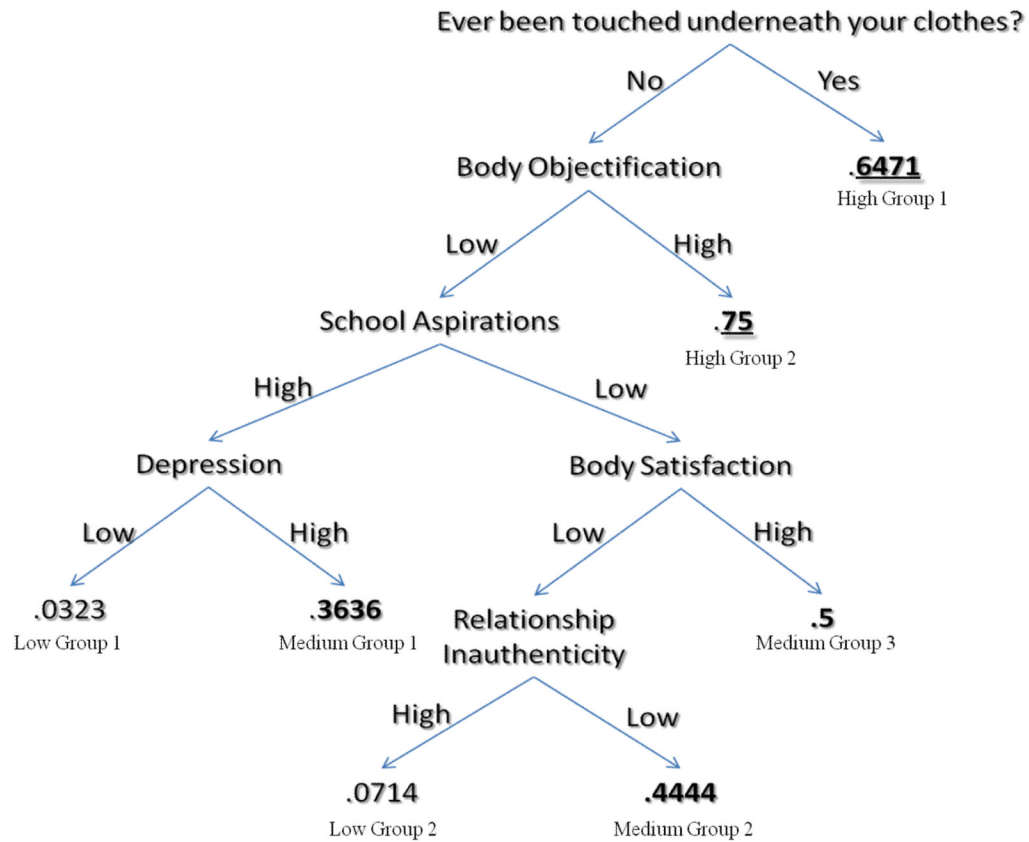 Ever been touched underneath your clothes?
No
Yes
Body Objectification
.6471
High Group 1
Low
High
School Aspirations
.75
High Group 2
High
Low
Depression
Body Satisfaction
Low
High
Low
High
.0323
Low Group 1
.3636
Medium Group 1
Relationship
Inauthenticity
.5
Medium Group 3
High
Low
.0714
Low Group 2
.4444
Medium Group 2